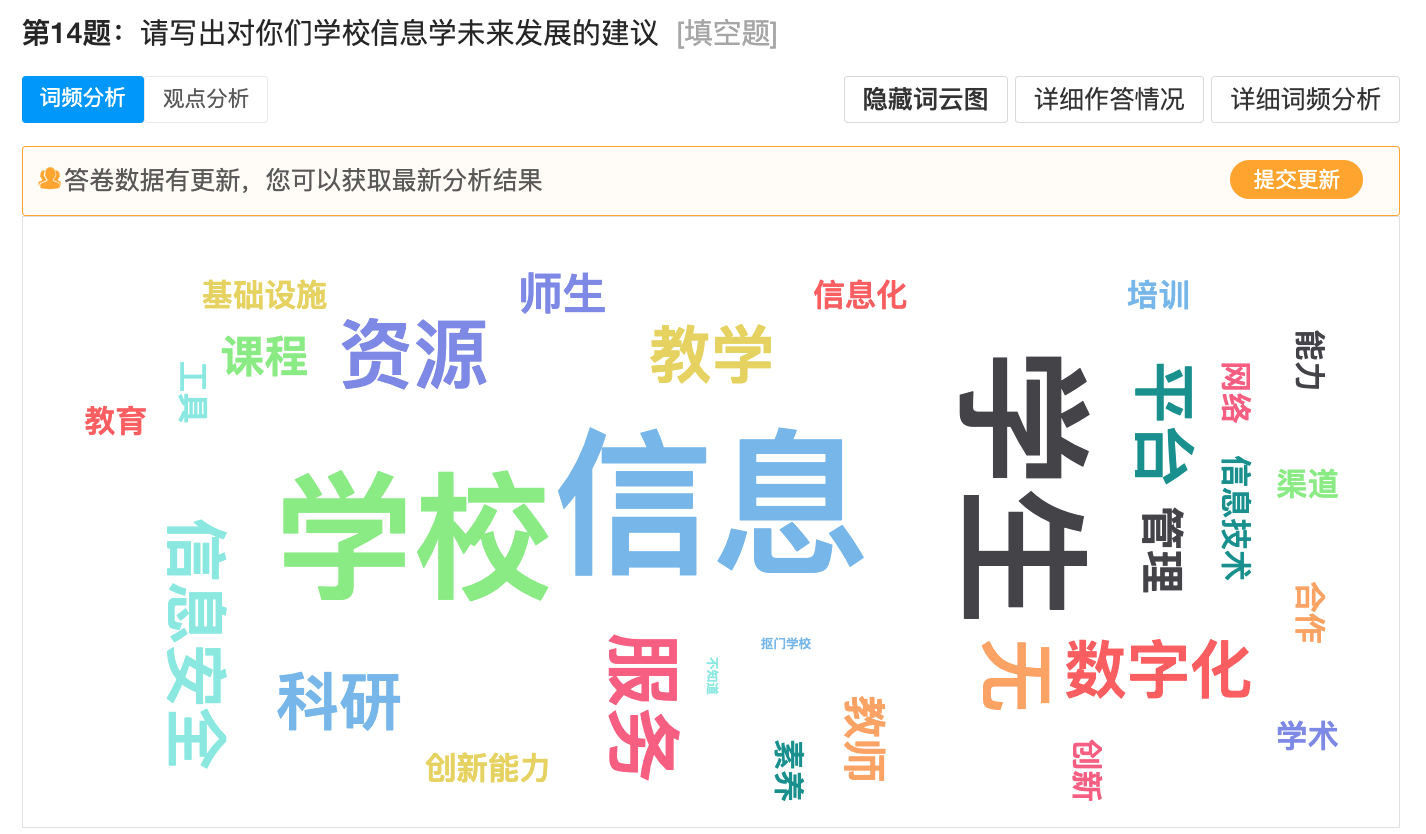 第14题：请写出对你们学校信息学未来发展的建议 [填空题]
词频分析 观点分析 隐藏词云图 详细作答情况 详细词频分析
答卷数据有更新，您可以获取最新分析结果 提交更新
基础设施
师生
信息化
培训
课程
资源
教学
能力
工具
平台
网络
教育
学生
信息
学校
信息技术
渠道
管理
信息安全
合作
服务
抠门学校
不知道
无
数字化
科研
教师
学术
创新能力
素养
创新